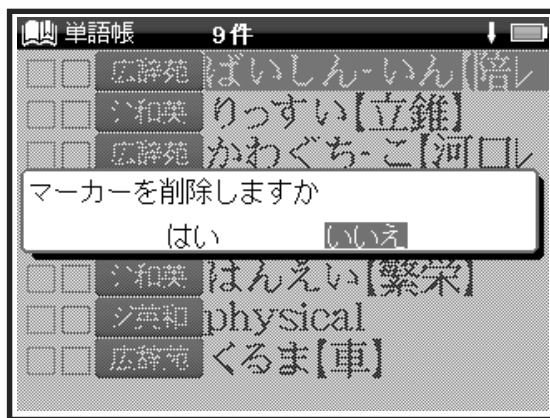 単語帳 9件
広辞苑 ばいしん-いん【陪
ジ和英 りっすい【立錐】
広辞苑 かわぐち-こ【河口
マーカーを削除しますか
はい いいえ
ジ和英 はんえい【繁栄】
ジ英和 physical
広辞苑 くるま【車】